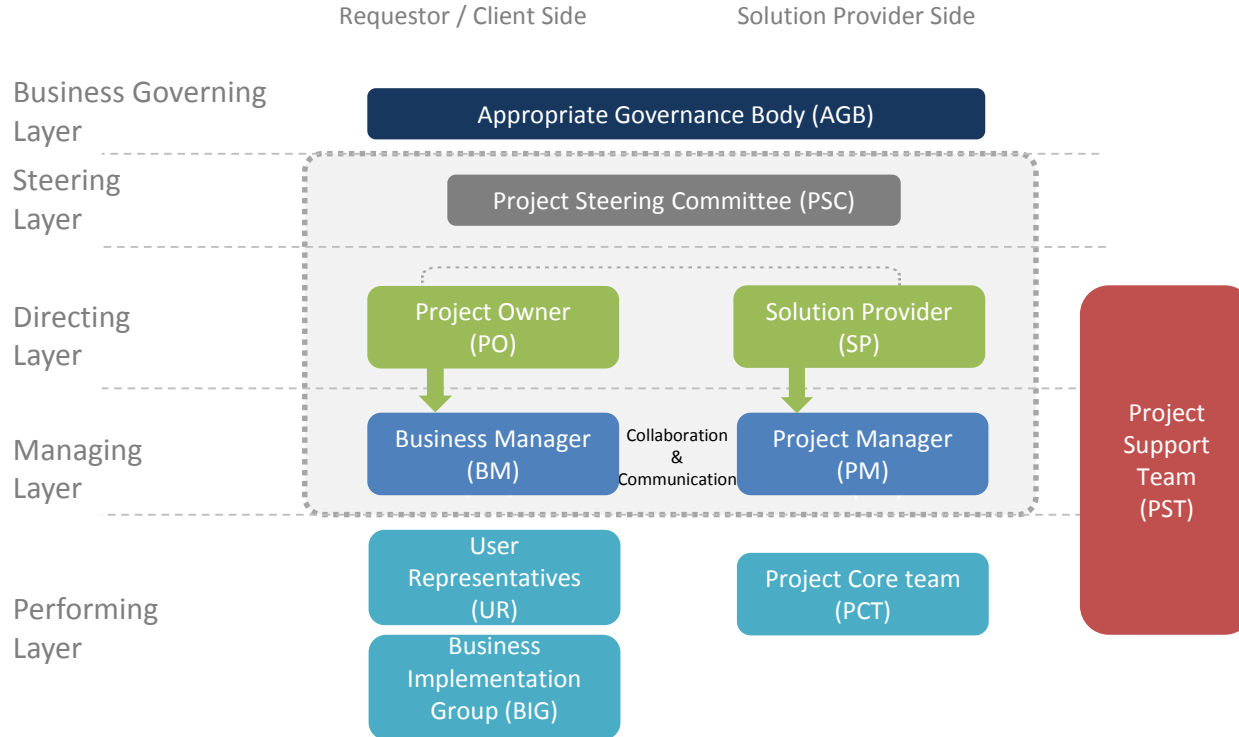 Requestor / Client Side
Solution Provider Side
Business Governing
Layer
Appropriate Governance Body (AGB)
Steering
Layer
Project Steering Committee (PSC)
Directing
Layer
Project Owner
(PO)
Solution Provider
(SP)
Managing
Layer
Business Manager
(BM)
Collaboration
&
Communication
Project Manager
(PM)
Project
Support
Team
(PST)
Performing
Layer
User
Representatives
(UR)
Project Core team
(PCT)
Business
Implementation
Group (BIG)